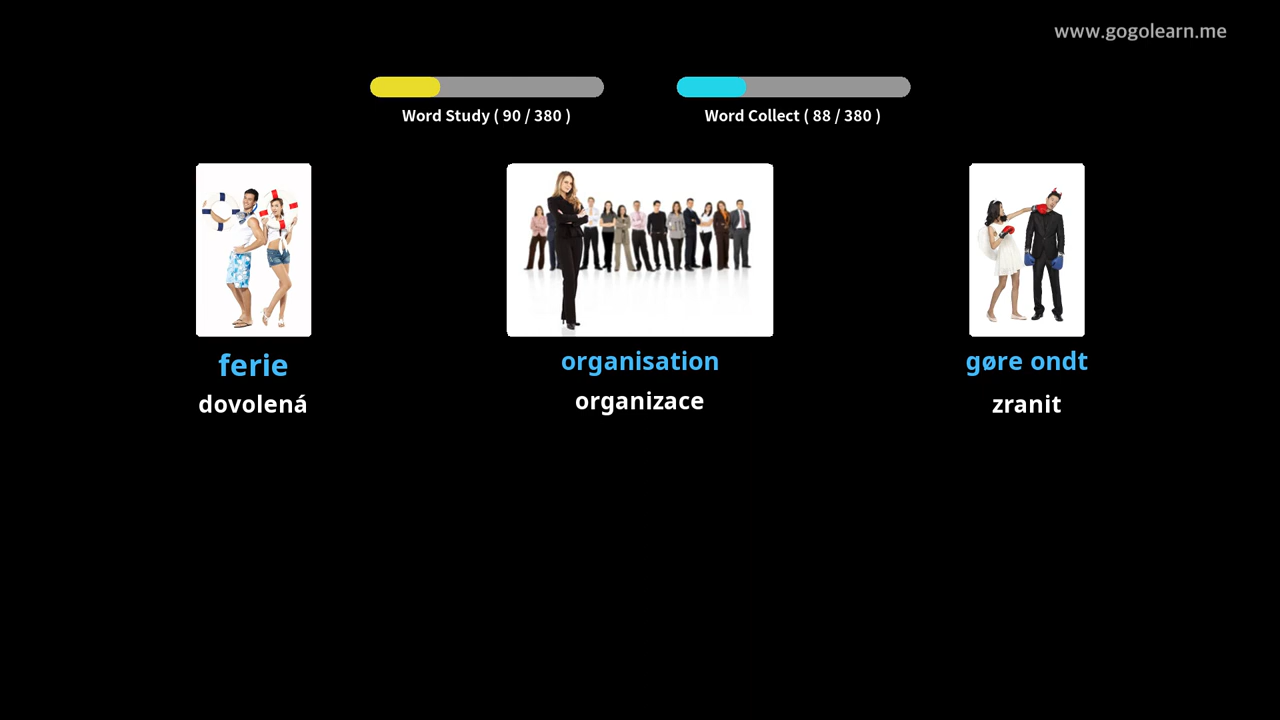 www.gogolearn.me
Word Study ( 90 / 380 )
Word Collect ( 88 / 380 )
ferie
dovolená
organisation
organizace
gøre ondt
zranit